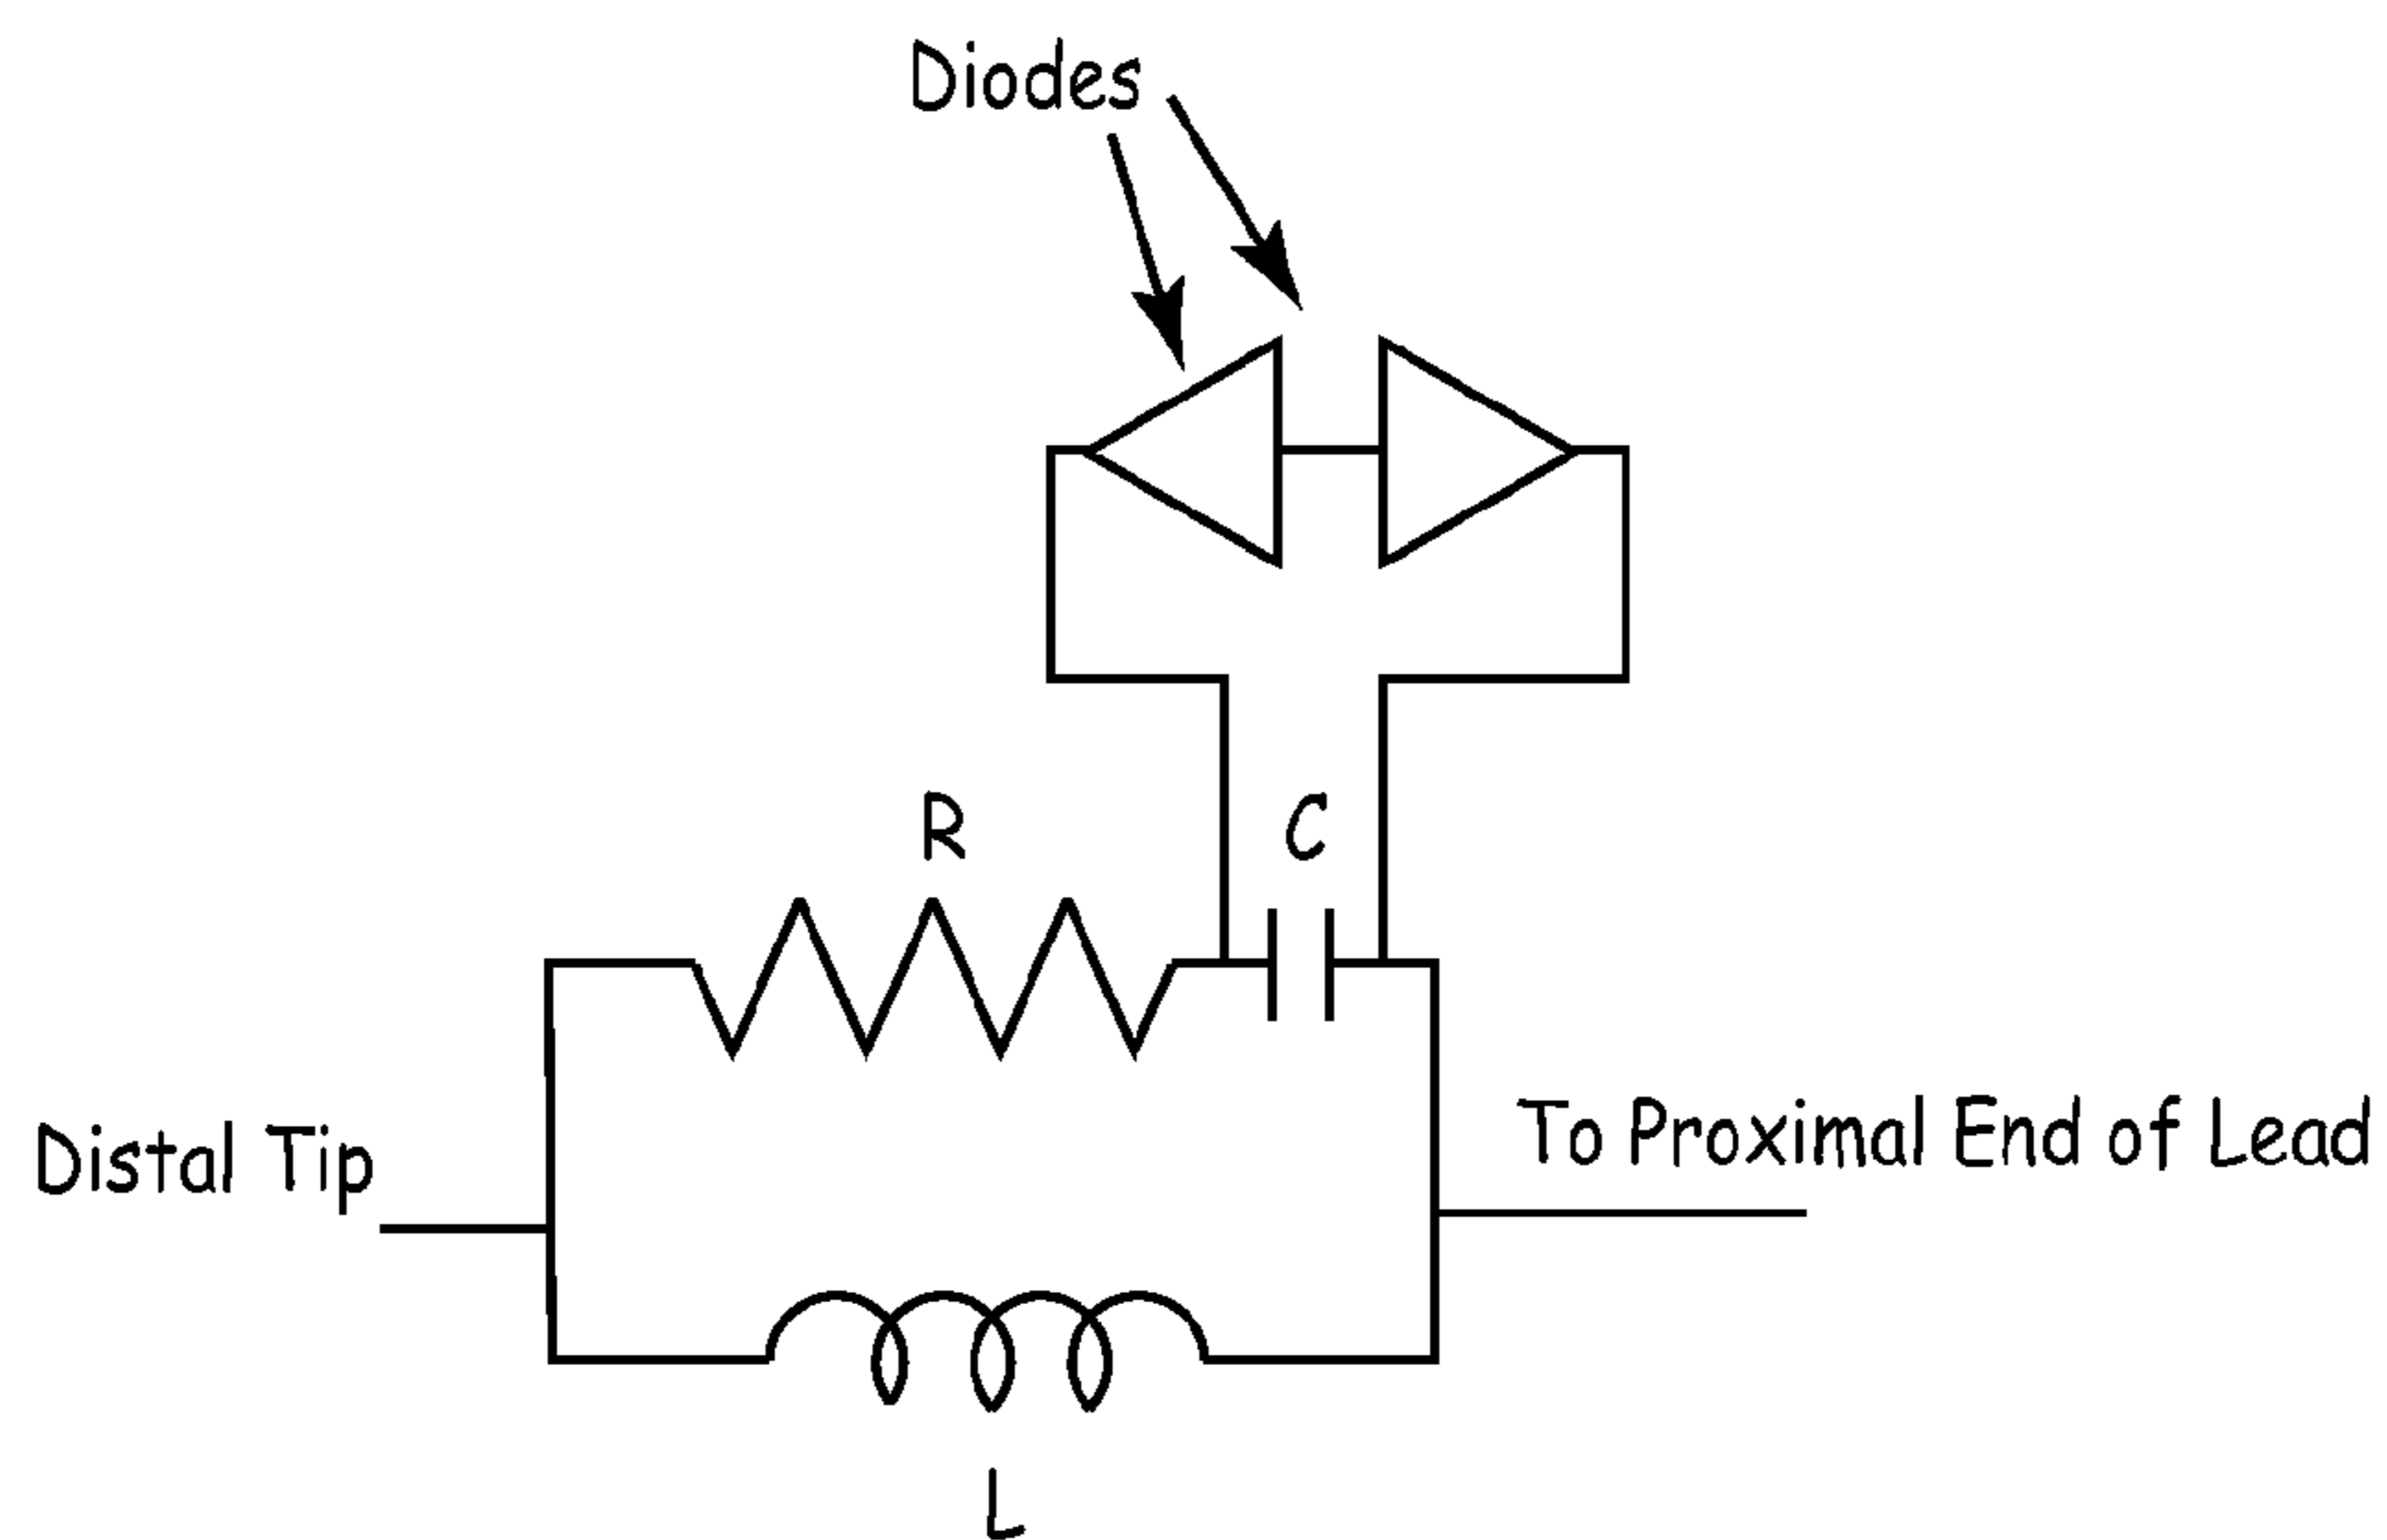 Diodes
R
C
Distal Tip
To Proximal End of Lead
L